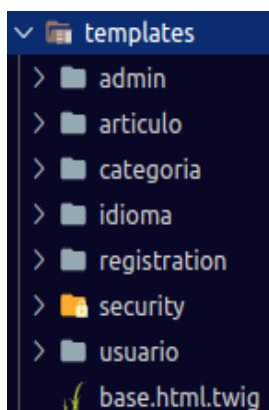 templates
admin
articulo
categoria
idioma
registration
security
usuario
base.html.twig